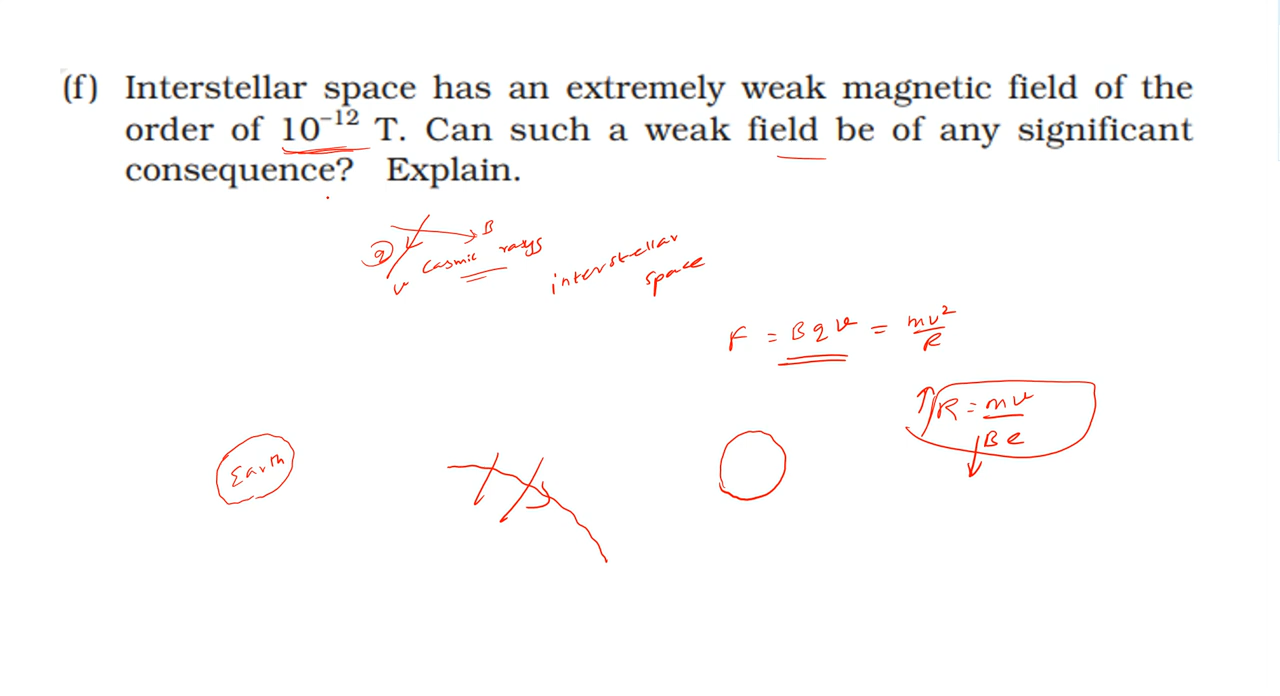 (f) Interstellar space has an extremely weak magnetic field of the
order of 10⁻¹² T. Can such a weak field be of any significant
consequence? Explain.
B
q
v
Casmic rays
interstellar
space
F = Bqv = mv²/R
↑R = mv/Be ↓
Earth